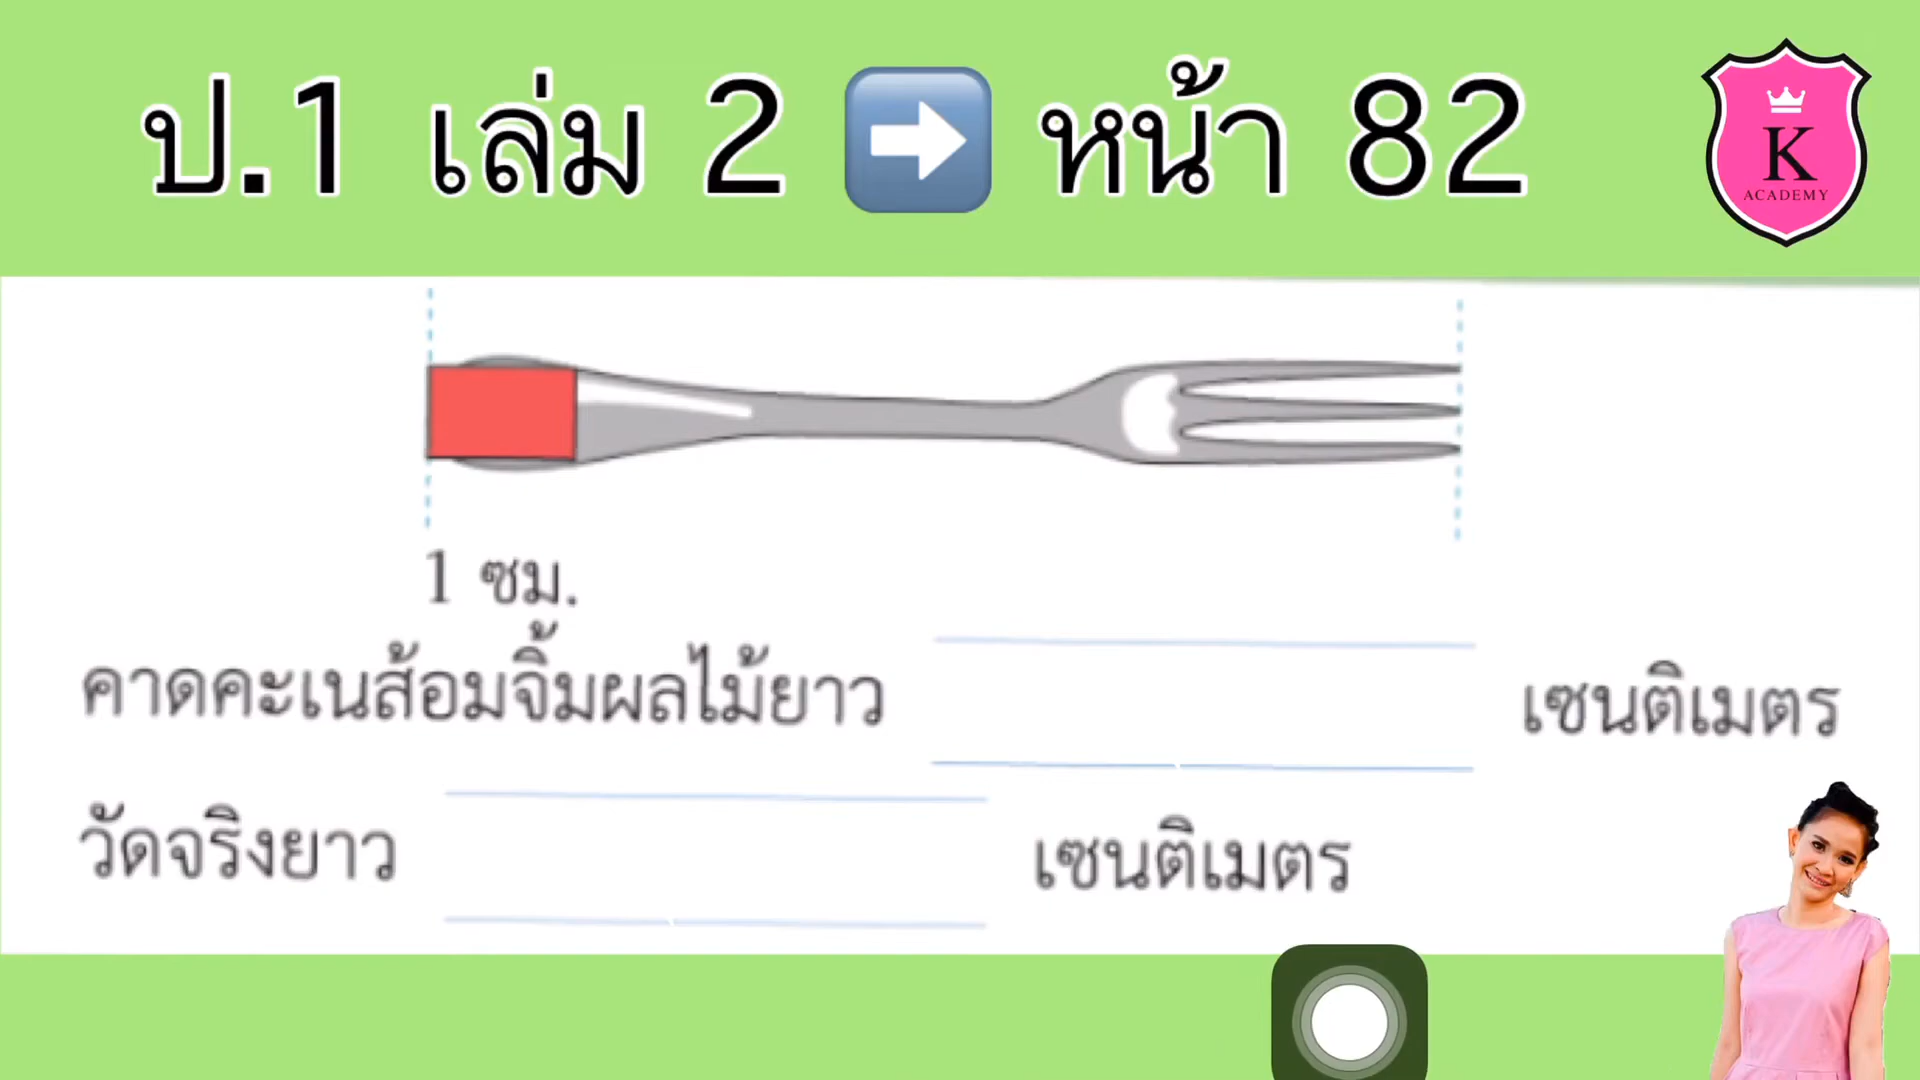 ป.1 เล่ม 2 ➡ หน้า 82
K
ACADEMY
1 ซม.
คาดคะเนส้อมจิ้มผลไม้ยาว เซนติเมตร
วัดจริงยาว เซนติเมตร